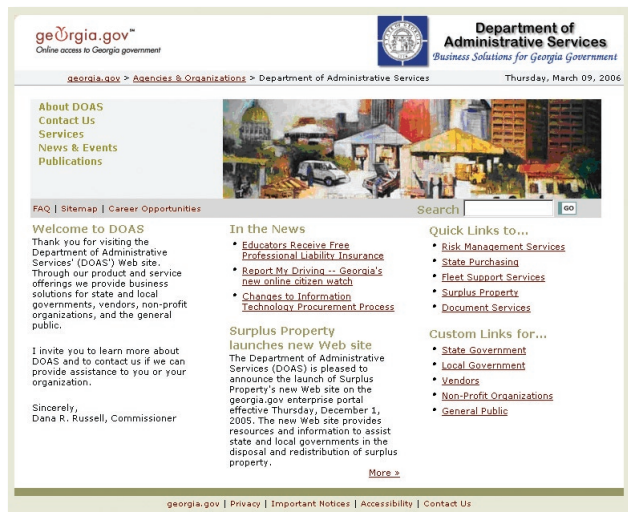 georgia.gov™
Online access to Georgia government
Department of
Administrative Services
Business Solutions for Georgia Government
georgia.gov > Agencies & Organizations > Department of Administrative Services
Thursday, March 09, 2006
About DOAS
Contact Us
Services
News & Events
Publications
FAQ | Sitemap | Career Opportunities
Search
GO
Welcome to DOAS
Thank you for visiting the
Department of Administrative
Services' (DOAS') Web site.
Through our product and service
offerings we provide business
solutions for state and local
governments, vendors, non-profit
organizations, and the general
public.
I invite you to learn more about
DOAS and to contact us if we can
provide assistance to you or your
organization.
Sincerely,
Dana R. Russell, Commissioner
In the News
• Educators Receive Free
Professional Liability Insurance
• Report My Driving -- Georgia's
new online citizen watch
• Changes to Information
Technology Procurement Process
Surplus Property
launches new Web site
The Department of Administrative
Services (DOAS) is pleased to
announce the launch of Surplus
Property's new Web site on the
georgia.gov enterprise portal
effective Thursday, December 1,
2005. The new Web site provides
resources and information to assist
state and local governments in the
disposal and redistribution of surplus
property.
More »
Quick Links to...
• Risk Management Services
• State Purchasing
• Fleet Support Services
• Surplus Property
• Document Services
Custom Links for...
• State Government
• Local Government
• Vendors
• Non-Profit Organizations
• General Public
georgia.gov | Privacy | Important Notices | Accessibility | Contact Us